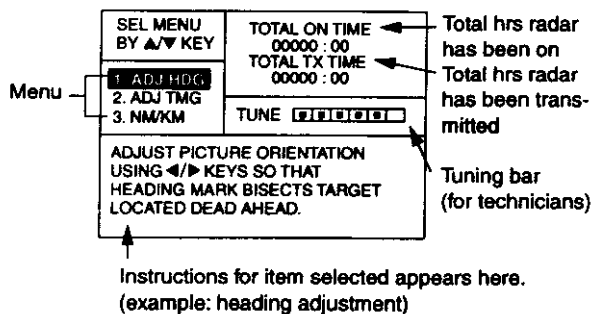 SEL MENU
BY ▲/▼ KEY
TOTAL ON TIME
00000 : 00
TOTAL TX TIME
00000 : 00
Total hrs radar
has been on
Total hrs radar
has been trans-
mitted
Menu
1. ADJ HDG
2. ADJ TMG
3. NM/KM
TUNE
Tuning bar
(for technicians)
ADJUST PICTURE ORIENTATION
USING ◀/▶ KEYS SO THAT
HEADING MARK BISECTS TARGET
LOCATED DEAD AHEAD.
Instructions for item selected appears here.
(example: heading adjustment)